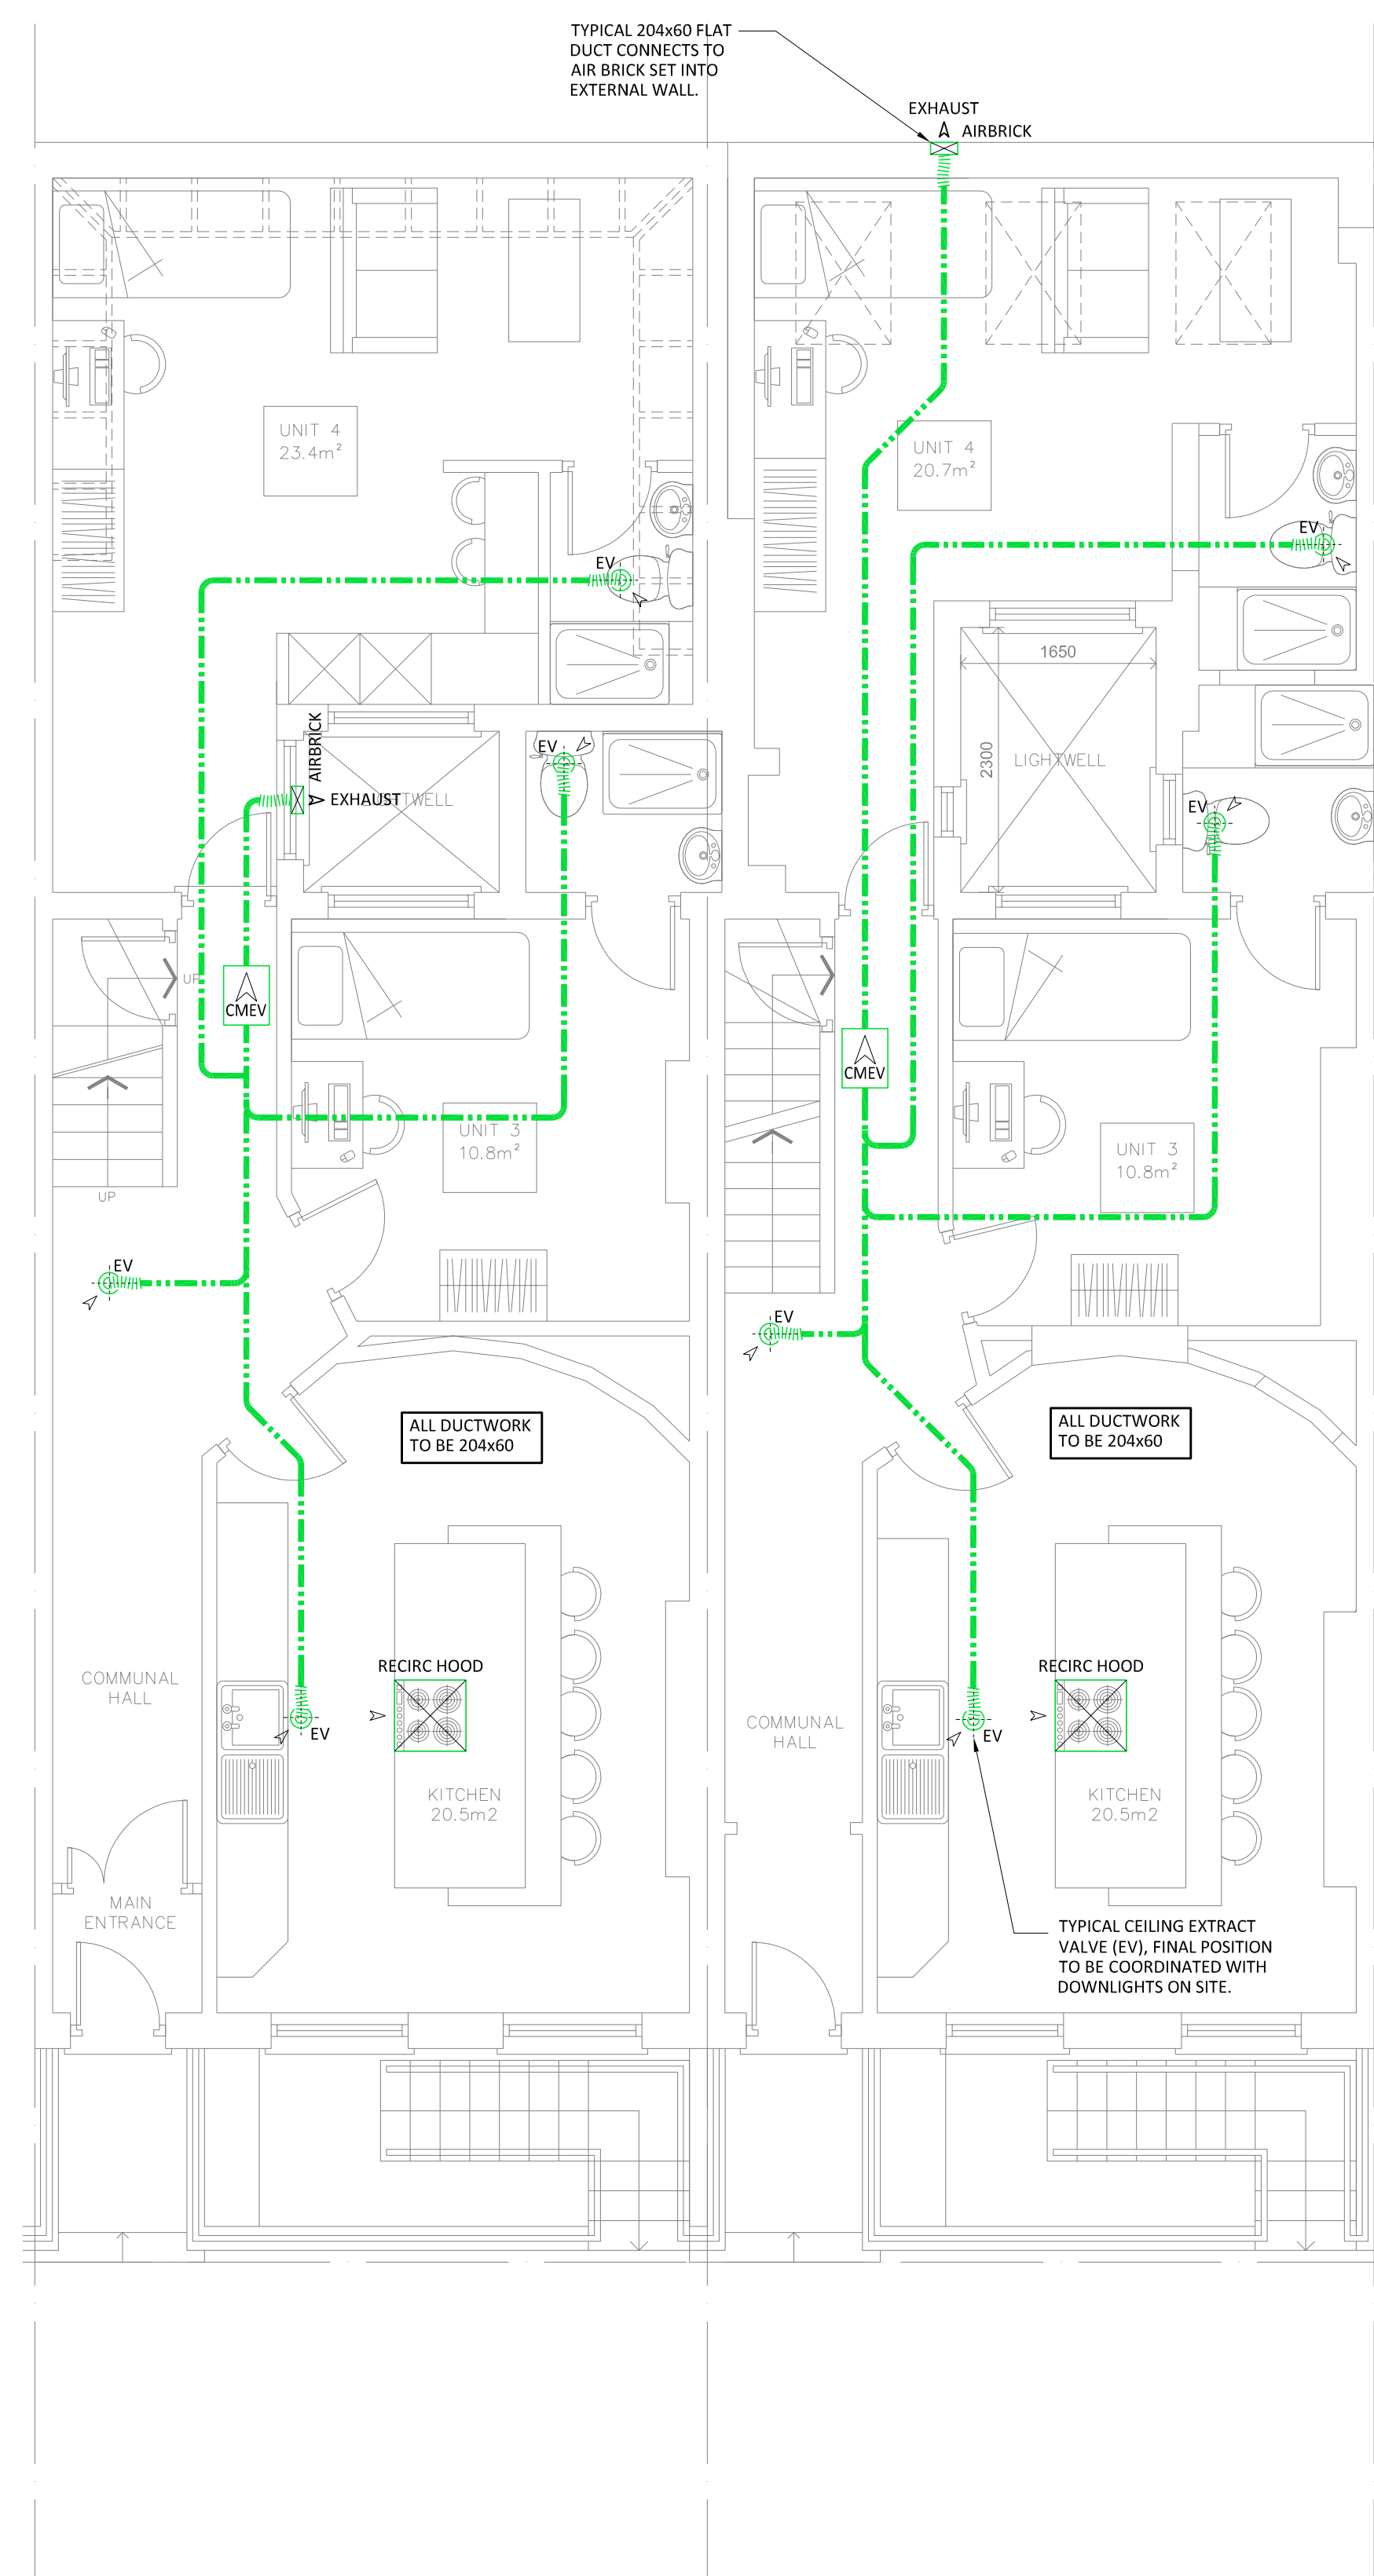 TYPICAL 204x60 FLAT
DUCT CONNECTS TO
AIR BRICK SET INTO
EXTERNAL WALL.
EXHAUST
AIRBRICK
UNIT 4
23.4m²
UNIT 4
20.7m²
EV
EV
1650
2300
LIGHTWELL
AIRBRICK
EXHAUST
EV
EV
UP
CMEV
CMEV
UNIT 3
10.8m²
UNIT 3
10.8m²
UP
EV
EV
ALL DUCTWORK
TO BE 204x60
ALL DUCTWORK
TO BE 204x60
COMMUNAL
HALL
RECIRC HOOD
EV
KITCHEN
20.5m2
COMMUNAL
HALL
RECIRC HOOD
EV
KITCHEN
20.5m2
MAIN
ENTRANCE
TYPICAL CEILING EXTRACT
VALVE (EV), FINAL POSITION
TO BE COORDINATED WITH
DOWNLIGHTS ON SITE.